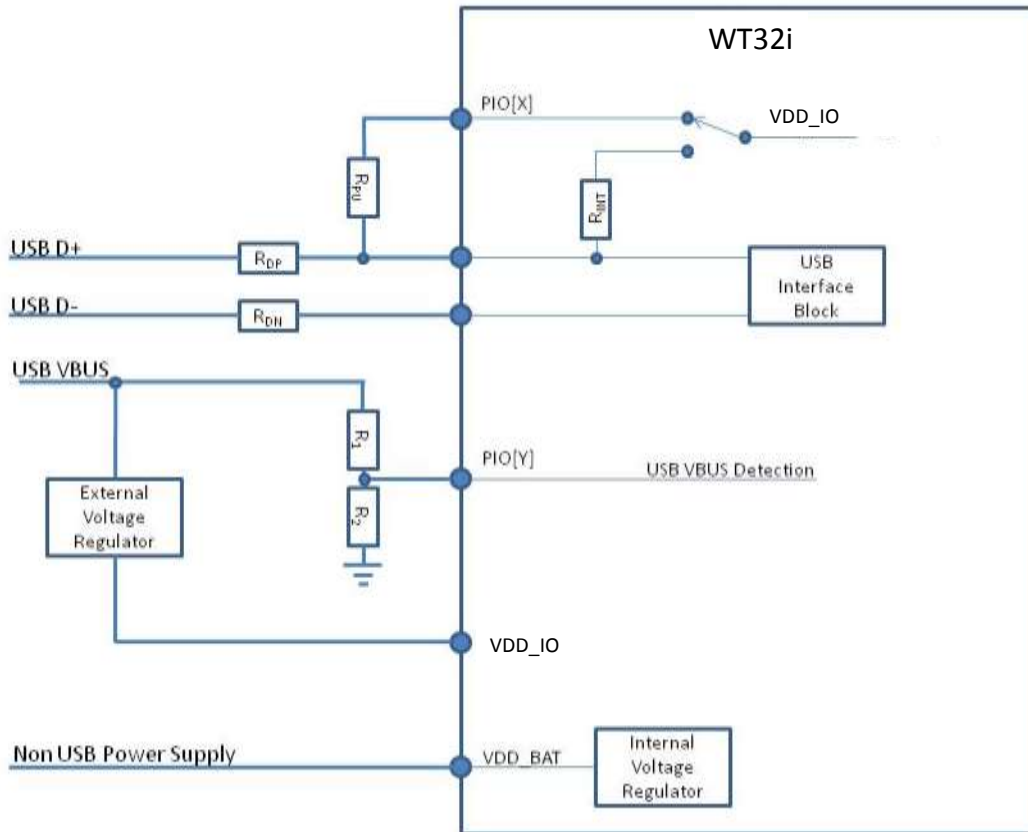 WT32i
PIO[X]
VDD_IO
RPU
RINT
USB D+
RDP
USB
Interface
Block
USB D-
RDN
USB VBUS
R1
PIO[Y]
USB VBUS Detection
External
Voltage
Regulator
R2
VDD_IO
Non USB Power Supply
VDD_BAT
Internal
Voltage
Regulator